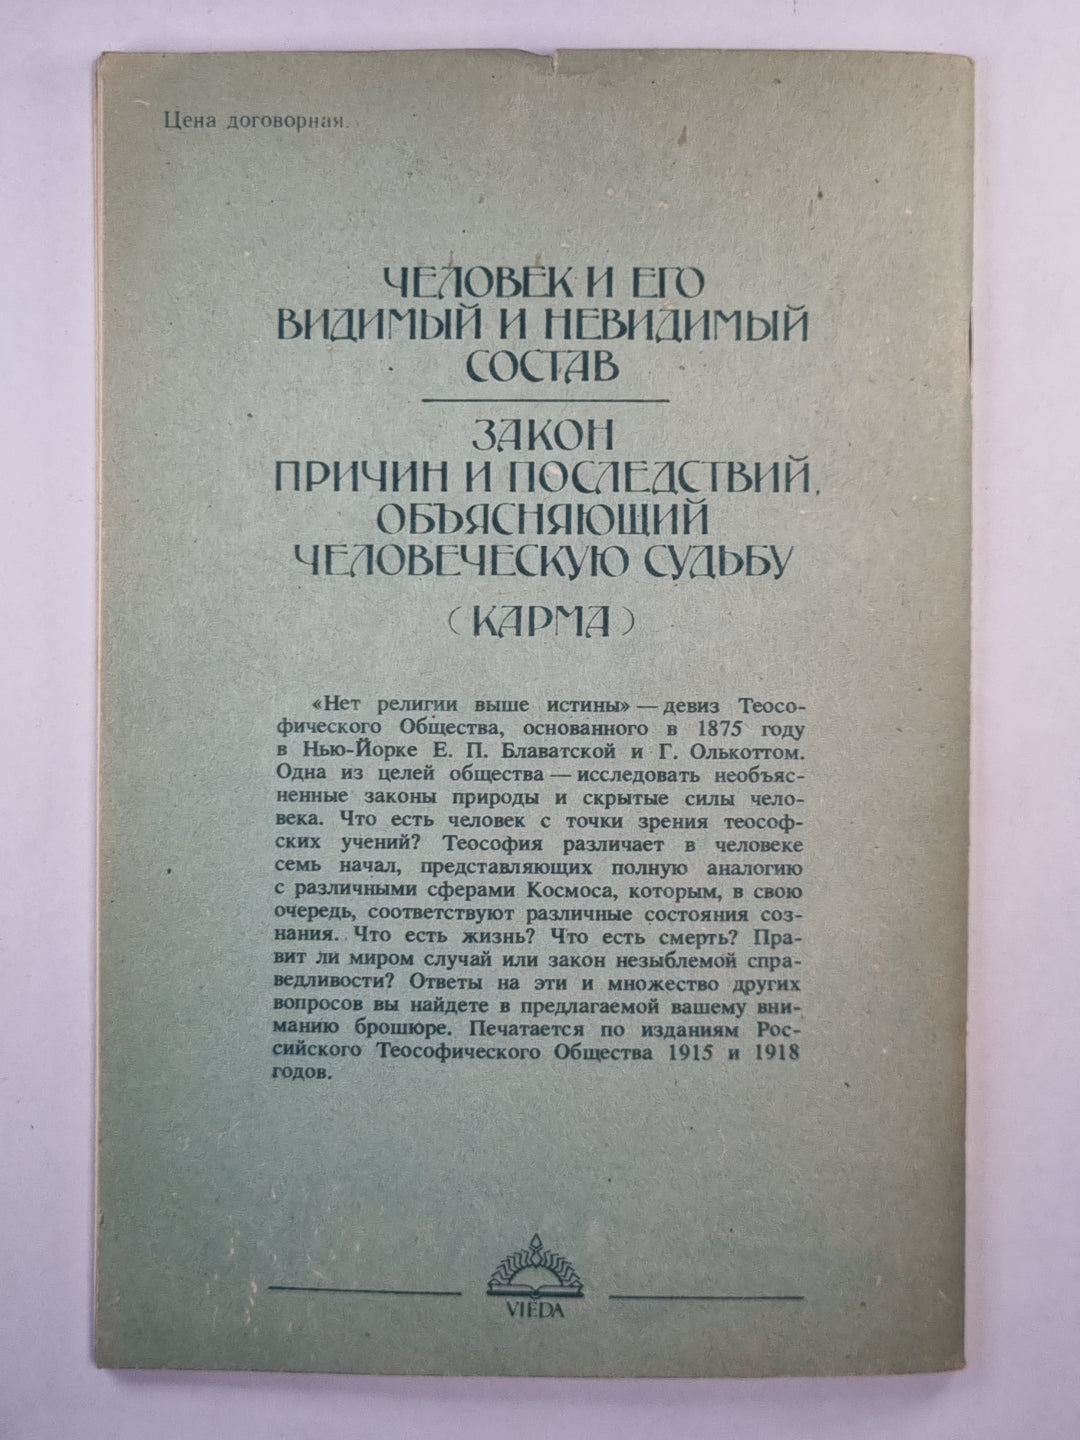 Цена договорная.
ЧЕЛОВЕК И ЕГО
ВИДИМЫЙ И НЕВИДИМЫЙ
СОСТАВ
ЗАКОН
ПРИЧИН И ПОСЛЕДСТВИЙ,
ОБЪЯСНЯЮЩИЙ
ЧЕЛОВЕЧЕСКУЮ СУДЬБУ
(КАРМА)
«Нет религии выше истины» — девиз Теосо-
фического Общества, основанного в 1875 году
в Нью-Йорке Е. П. Блаватской и Г. Олькоттом.
Одна из целей общества — исследовать необъяс-
ненные законы природы и скрытые силы чело-
века. Что есть человек с точки зрения теософ-
ских учений? Теософия различает в человеке
семь начал, представляющих полную аналогию
с различными сферами Космоса, которым, в свою
очередь, соответствуют различные состояния соз-
нания. Что есть жизнь? Что есть смерть? Пра-
вит ли миром случай или закон незыблемой спра-
ведливости? Ответы на эти и множество других
вопросов вы найдете в предлагаемой вашему вни-
манию брошюре. Печатается по изданиям Рос-
сийского Теософического Общества 1915 и 1918
годов.
VIEDA